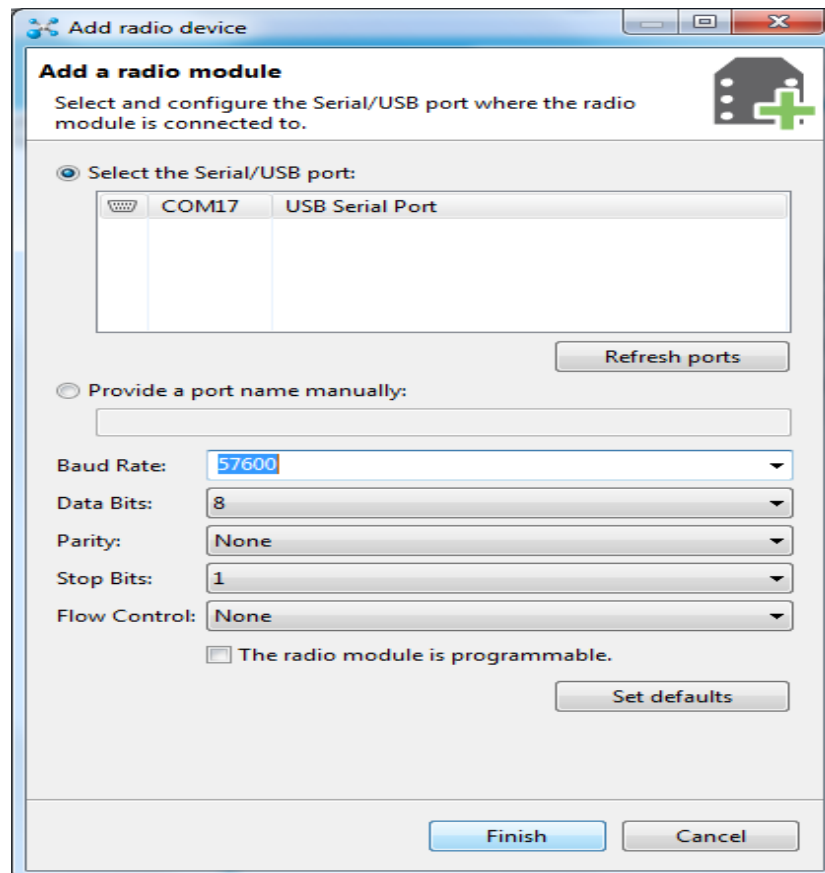 Add radio device
Add a radio module
Select and configure the Serial/USB port where the radio
module is connected to.
Select the Serial/USB port:
COM17 USB Serial Port
Refresh ports
Provide a port name manually:
Baud Rate: 57600
Data Bits: 8
Parity: None
Stop Bits: 1
Flow Control: None
The radio module is programmable.
Set defaults
Finish Cancel